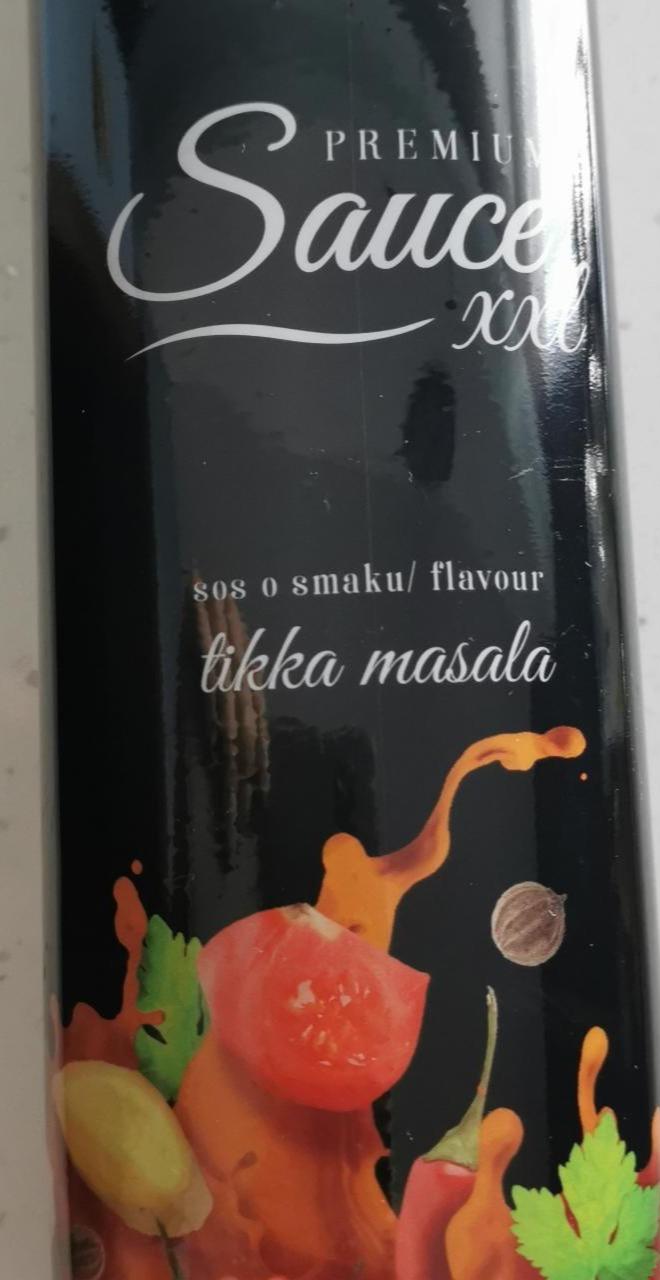 PREMIUM
Sauce
xxl
sos o smaku/ flavour
tikka masala